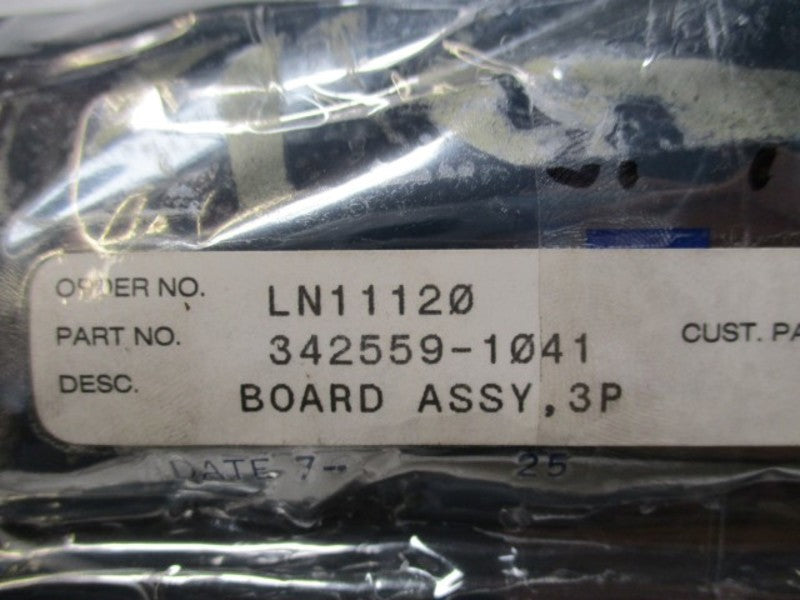 ORDER NO. LN11120
PART NO. 342559-1041 CUST. PA
DESC. BOARD ASSY,3P
DATE 7- 25